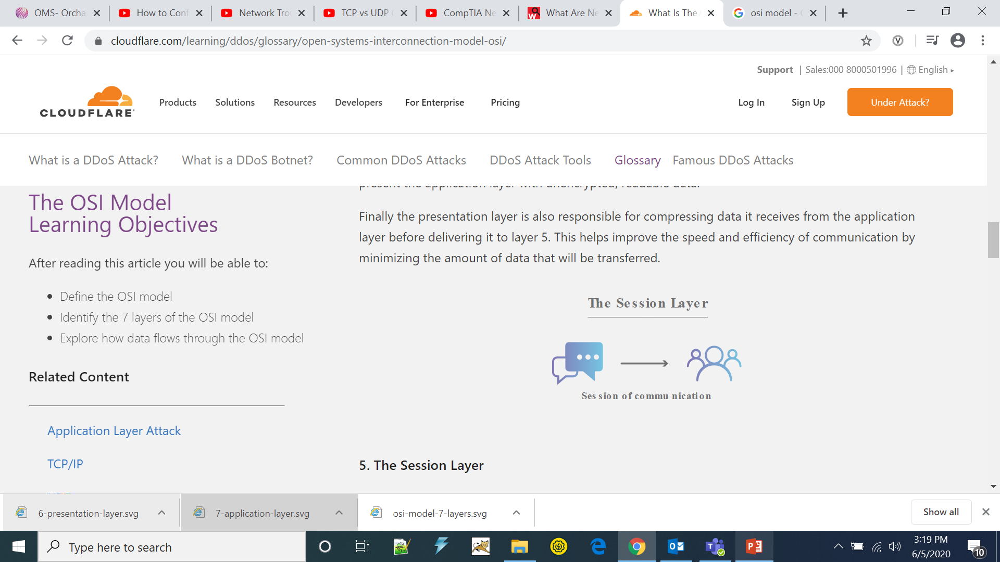 OMS- Orcha
How to Conf
Network Tro
TCP vs UDP
CompTIA Ne
What Are Ne
What Is The
osi model -
cloudflare.com/learning/ddos/glossary/open-systems-interconnection-model-osi/
Support | Sales:000 8000501996 | English ▸
CLOUDFLARE
Products Solutions Resources Developers For Enterprise Pricing Log In Sign Up Under Attack?
What is a DDoS Attack? What is a DDoS Botnet? Common DDoS Attacks DDoS Attack Tools Glossary Famous DDoS Attacks
The OSI Model
Learning Objectives
After reading this article you will be able to:
• Define the OSI model
• Identify the 7 layers of the OSI model
• Explore how data flows through the OSI model
Related Content
Application Layer Attack
TCP/IP
present the application layer with unencrypted, readable data.
Finally the presentation layer is also responsible for compressing data it receives from the application
layer before delivering it to layer 5. This helps improve the speed and efficiency of communication by
minimizing the amount of data that will be transferred.
The Session Layer
Session of communication
5. The Session Layer
6-presentation-layer.svg
7-application-layer.svg
osi-model-7-layers.svg
Show all
Type here to search
3:19 PM
6/5/2020
10